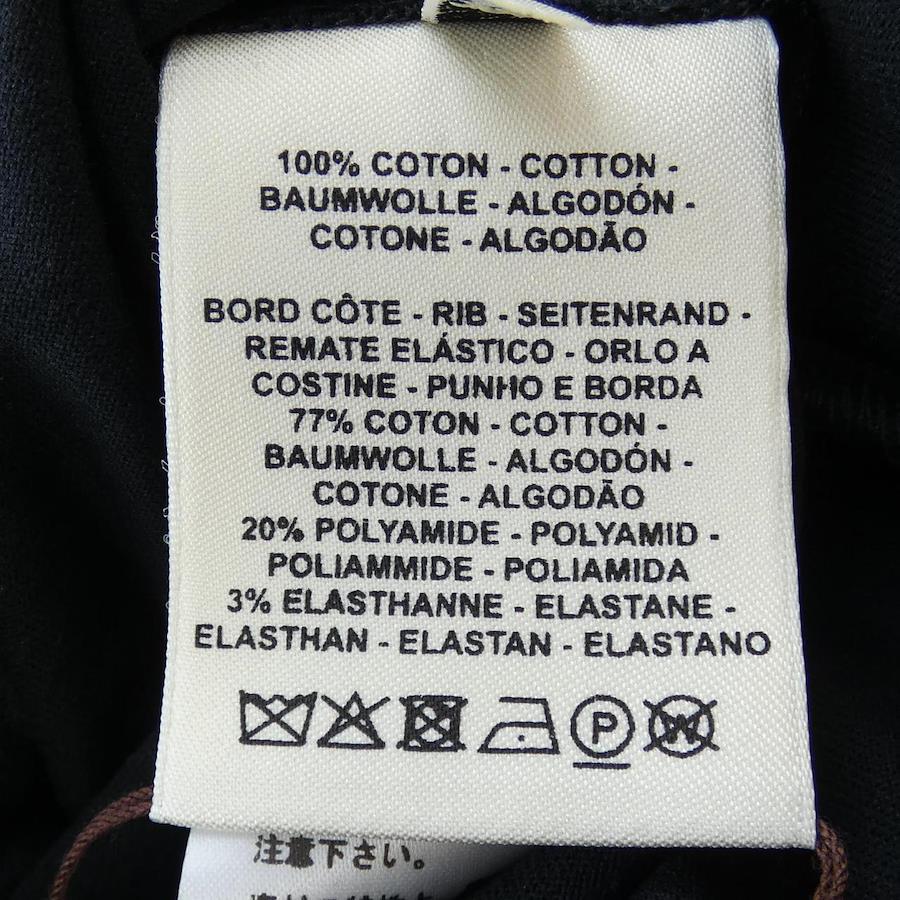 100% COTON - COTTON -
BAUMWOLLE - ALGODÓN -
COTONE - ALGODÃO
BORD CÔTE - RIB - SEITENRAND -
REMATE ELÁSTICO - ORLO A
COSTINE - PUNHO E BORDA
77% COTON - COTTON -
BAUMWOLLE - ALGODÓN -
COTONE - ALGODÃO
20% POLYAMIDE - POLYAMID -
POLIAMMIDE - POLIAMIDA
3% ELASTHANNE - ELASTANE -
ELASTHAN - ELASTAN - ELASTANO
P W
注意下さい。